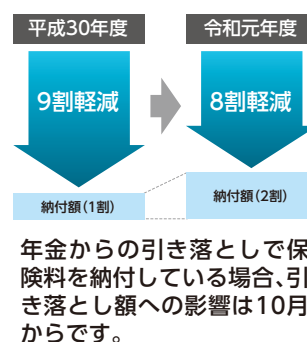 平成30年度
令和元年度
9割軽減
8割軽減
納付額(1割)
納付額(2割)
年金からの引き落としで保
険料を納付している場合、引
き落とし額への影響は10月
からです。